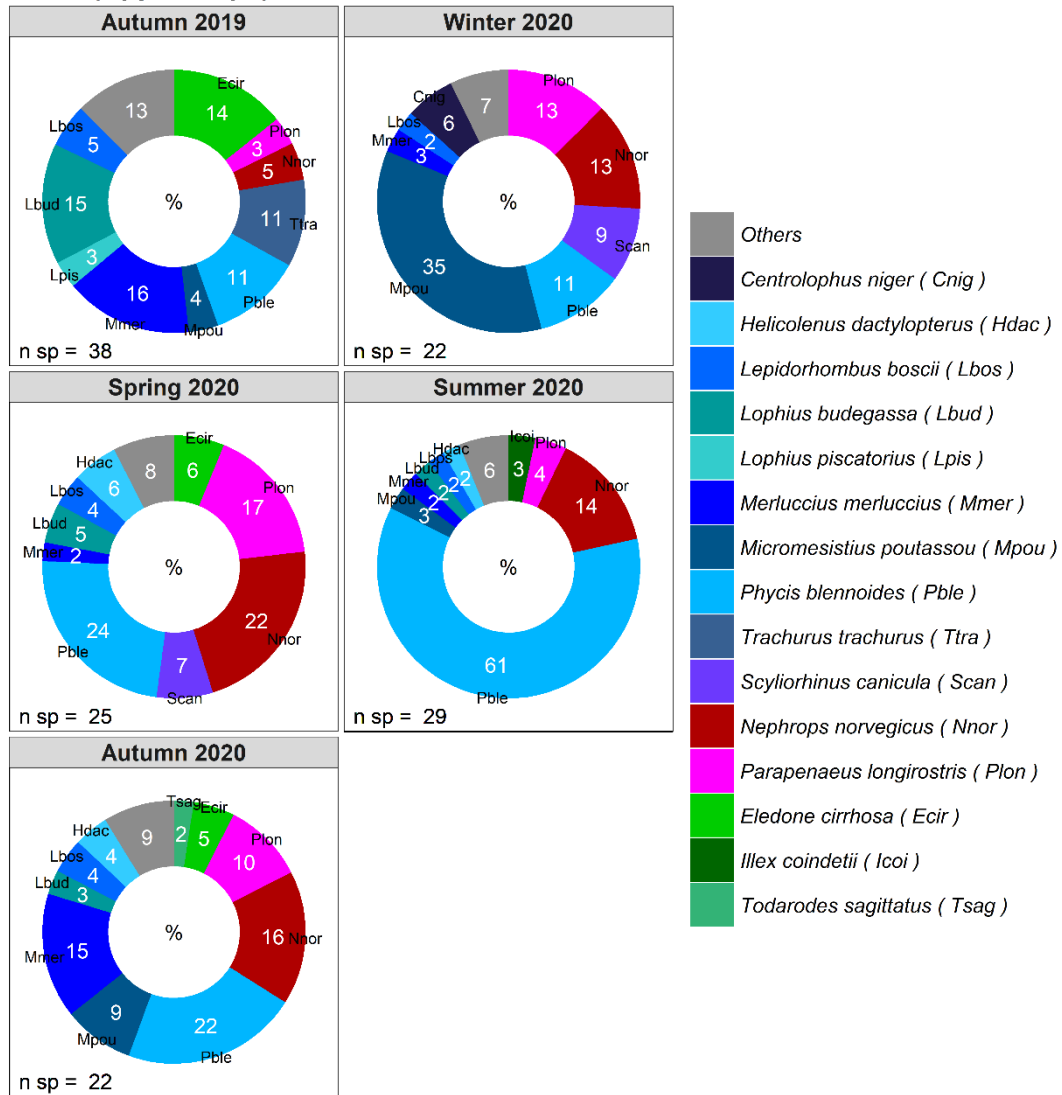 Autumn 2019
Ecir
14
Plon
3
Nnor
5
Ttra
11
Pble
11
Mpou
4
Mmer
16
Lpis
3
Lbud
15
Lbos
5
13
%
n sp = 38
Winter 2020
Plon
13
Nnor
13
Scan
9
Pble
11
Mpou
35
Mmer
3
Lbos
2
Cnig
6
7
%
n sp = 22
Spring 2020
Ecir
6
Plon
17
Nnor
22
Scan
7
Pble
24
Mmer
2
Lbud
5
Lbos
4
Hdac
6
8
%
n sp = 25
Summer 2020
Icoi
3
Plon
4
Nnor
14
Pble
61
Mpou
3
Mmer
2
Lbud
2
Lbos
2
Hdac
2
6
%
n sp = 29
Autumn 2020
Tsag
2
Ecir
5
Plon
10
Nnor
16
Pble
22
Mpou
9
Mmer
15
Lbud
3
Lbos
4
Hdac
4
9
%
n sp = 22
Others
Centrolophus niger ( Cnig )
Helicolenus dactylopterus ( Hdac )
Lepidorhombus boscii ( Lbos )
Lophius budegassa ( Lbud )
Lophius piscatorius ( Lpis )
Merluccius merluccius ( Mmer )
Micromesistius poutassou ( Mpou )
Phycis blennoides ( Pble )
Trachurus trachurus ( Ttra )
Scyliorhinus canicula ( Scan )
Nephrops norvegicus ( Nnor )
Parapenaeus longirostris ( Plon )
Eledone cirrhosa ( Ecir )
Illex coindetii ( Icoi )
Todarodes sagittatus ( Tsag )